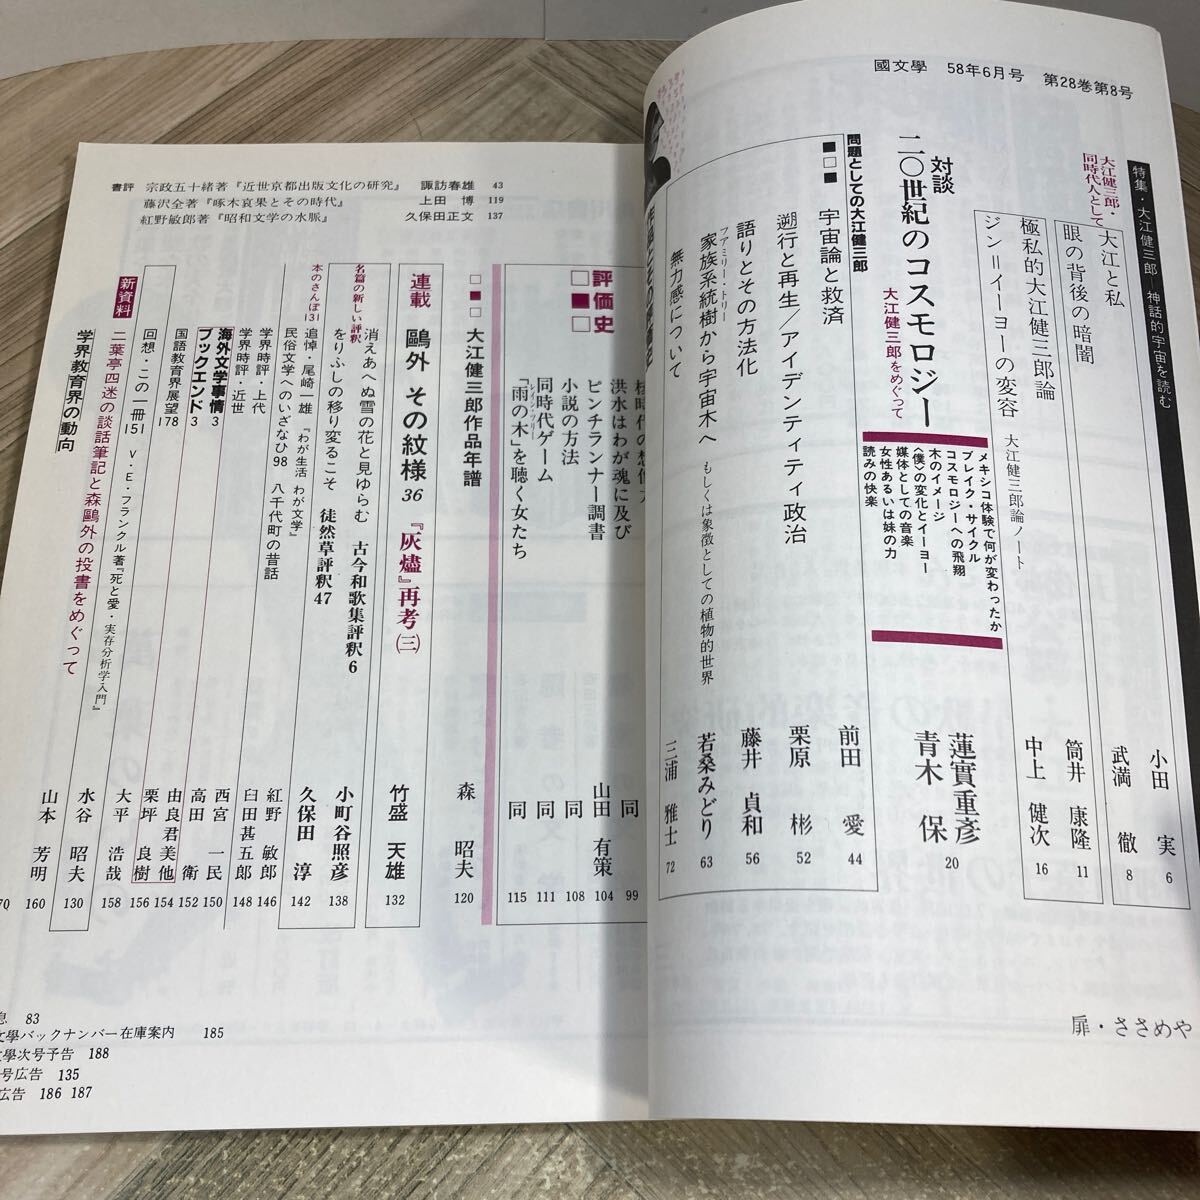 國文學 58年6月号 第28巻第8号
特集・大江健三郎 神話的宇宙を読む
大江健三郎・同時代人として
大江と私 小田 実 6
眼の背後の暗闇 武満 徹 8
極私的大江健三郎論 筒井 康隆 11
ジン＝イーヨーの変容 大江健三郎論ノート 中上 健次 16
対談
二〇世紀のコスモロジー 大江健三郎をめぐって
蓮實重彦
青木 保
20
メキシコ体験で何が変わったか
ブレイク・サイクル
コスモロジーへの飛翔
木のイメージ
〈僕〉の変化とイーヨー
媒体としての音楽
女性あるいは妹の力
読みの快楽
問題としての大江健三郎
宇宙論と救済 前田 愛 44
遡行と再生／アイデンティティ政治 栗原 彬 52
語りとその方法化 藤井 貞和 56
家族系統樹から宇宙木へ もしくは象徴としての植物的世界 若桑みどり 63
ファミリー・トリー
無力感について 三浦 雅士 72
扉・ささめや
書評 宗政五十緒著『近世京都出版文化の研究』 諏訪春雄 43
藤沢全著『啄木哀果とその時代』 上田 博 119
紅野敏郎著『昭和文学の水脈』 久保田正文 137
評価史
同 99
洪水はわが魂に及び 山田 有策 104
ピンチランナー調書 同 108
小説の方法 同 111
同時代ゲーム 同 115
『雨の木』を聴く女たち
大江健三郎作品年譜 森 昭夫 120
連載 鷗外 その紋様 36 『灰燼』再考(三) 竹盛 天雄 132
名篇の新しい評釈
消えあへぬ雪の花と見ゆらむ 古今和歌集評釈 6 小町谷照彦 138
をりふしの移り変るこそ 徒然草評釈 47 久保田 淳 142
本のさんぽ 131
追悼・尾崎一雄『わが生活 わが文学』 紅野 敏郎 146
民俗文学へのいざなひ 98 八千代町の昔話 臼田甚五郎 148
学界時評・上代 西宮 一民 150
学界時評・近世 高田 衛 152
海外文学事情 3 由良君美他 154
ブックエンド 3
国語教育界展望 178 栗坪 良樹 156
回想・この一冊 151 V・E・フランクル著『死と愛・実存分析学入門』 大平 浩哉 158
新資料
二葉亭四迷の談話筆記と森鷗外の投書をめぐって 水谷 昭夫 130
学界教育界の動向 山本 芳明 160
息 83
文學バックナンバー在庫案内 185
文學次号予告 188
号広告 135
広告 186 187